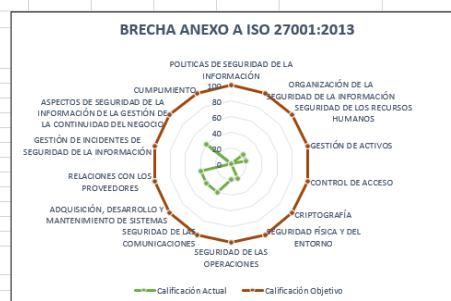 BRECHA ANEXO A ISO 27001:2013
POLITICAS DE SEGURIDAD DE LA
INFORMACIÓN
ORGANIZACIÓN DE LA
SEGURIDAD DE LA INFORMACIÓN
SEGURIDAD DE LOS RECURSOS
HUMANOS
GESTIÓN DE ACTIVOS
CONTROL DE ACCESO
CRIPTOGRAFÍA
SEGURIDAD FÍSICA Y DEL
ENTORNO
SEGURIDAD DE LAS
OPERACIONES
SEGURIDAD DE LAS
COMUNICACIONES
ADQUISICIÓN, DESARROLLO Y
MANTENIMIENTO DE SISTEMAS
RELACIONES CON LOS
PROVEEDORES
GESTIÓN DE INCIDENTES DE
SEGURIDAD DE LA INFORMACIÓN
ASPECTOS DE SEGURIDAD DE LA
INFORMACIÓN DE LA GESTIÓN DE
LA CONTINUIDAD DEL NEGOCIO
CUMPLIMIENTO
100
80
60
40
20
0
Calificación Actual
Calificación Objetivo